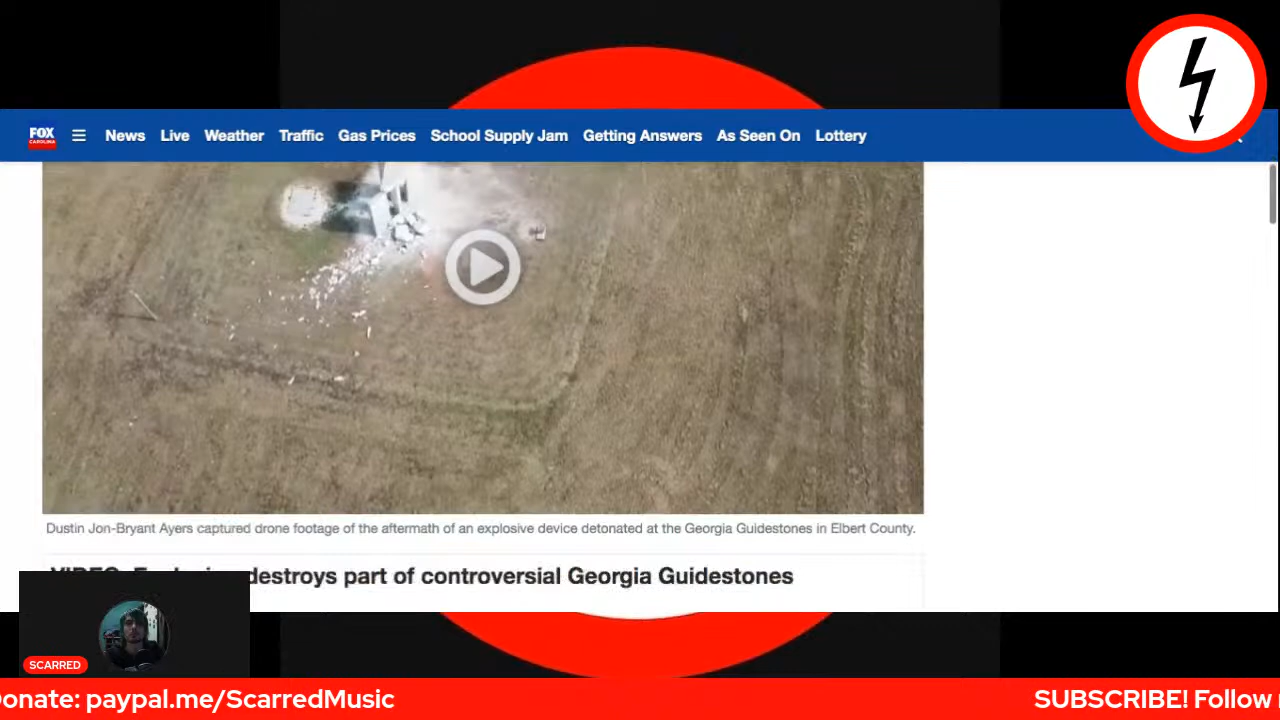 FOX
CAROLINA
News Live Weather Traffic Gas Prices School Supply Jam Getting Answers As Seen On Lottery
Dustin Jon-Bryant Ayers captured drone footage of the aftermath of an explosive device detonated at the Georgia Guidestones in Elbert County.
destroys part of controversial Georgia Guidestones
SCARRED
onate: paypal.me/ScarredMusic
SUBSCRIBE! Follow